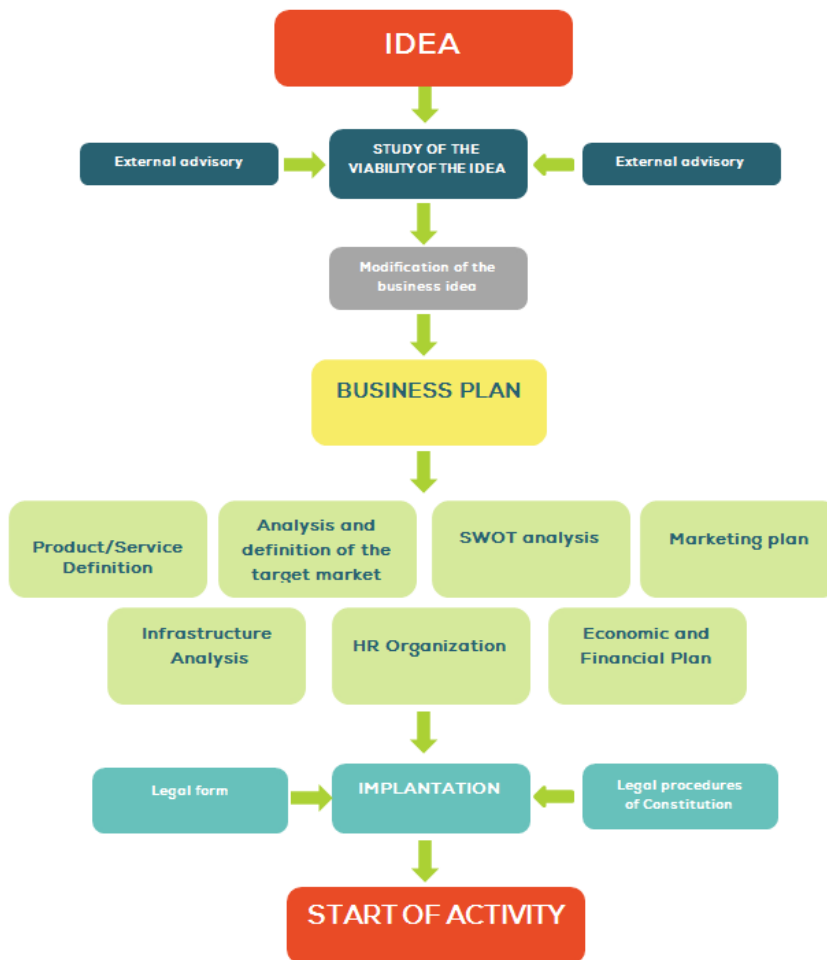 IDEA
External advisory
STUDY OF THE
VIABILITY OF THE IDEA
External advisory
Modification of the
business idea
BUSINESS PLAN
Product/Service
Definition
Analysis and
definition of the
target market
SWOT analysis
Marketing plan
Infrastructure
Analysis
HR Organization
Economic and
Financial Plan
Legal form
IMPLANTATION
Legal procedures
of Constitution
START OF ACTIVITY